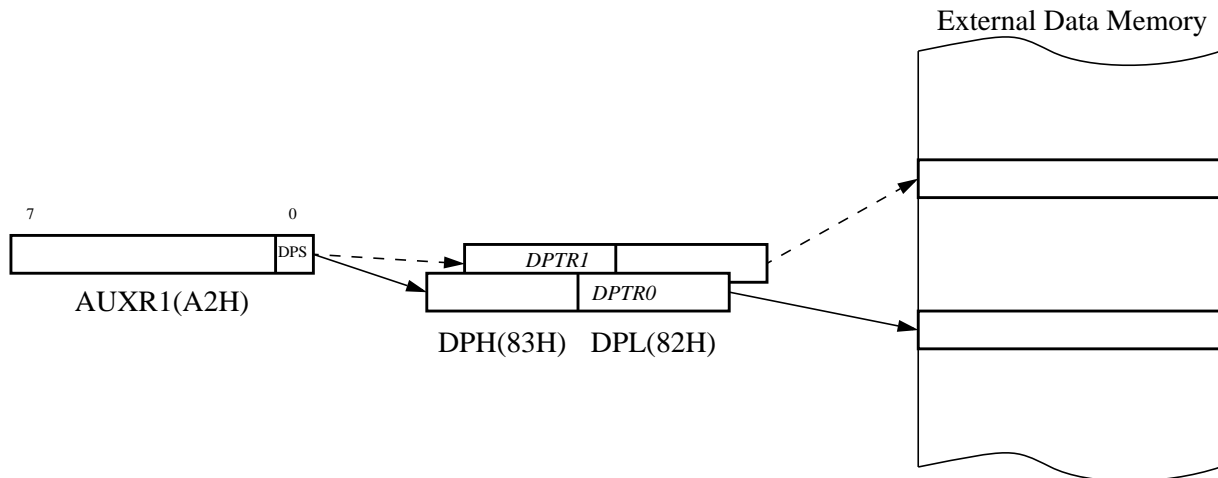 External Data Memory
7 0
DPS
AUXR1(A2H)
DPTR1
DPTR0
DPH(83H) DPL(82H)